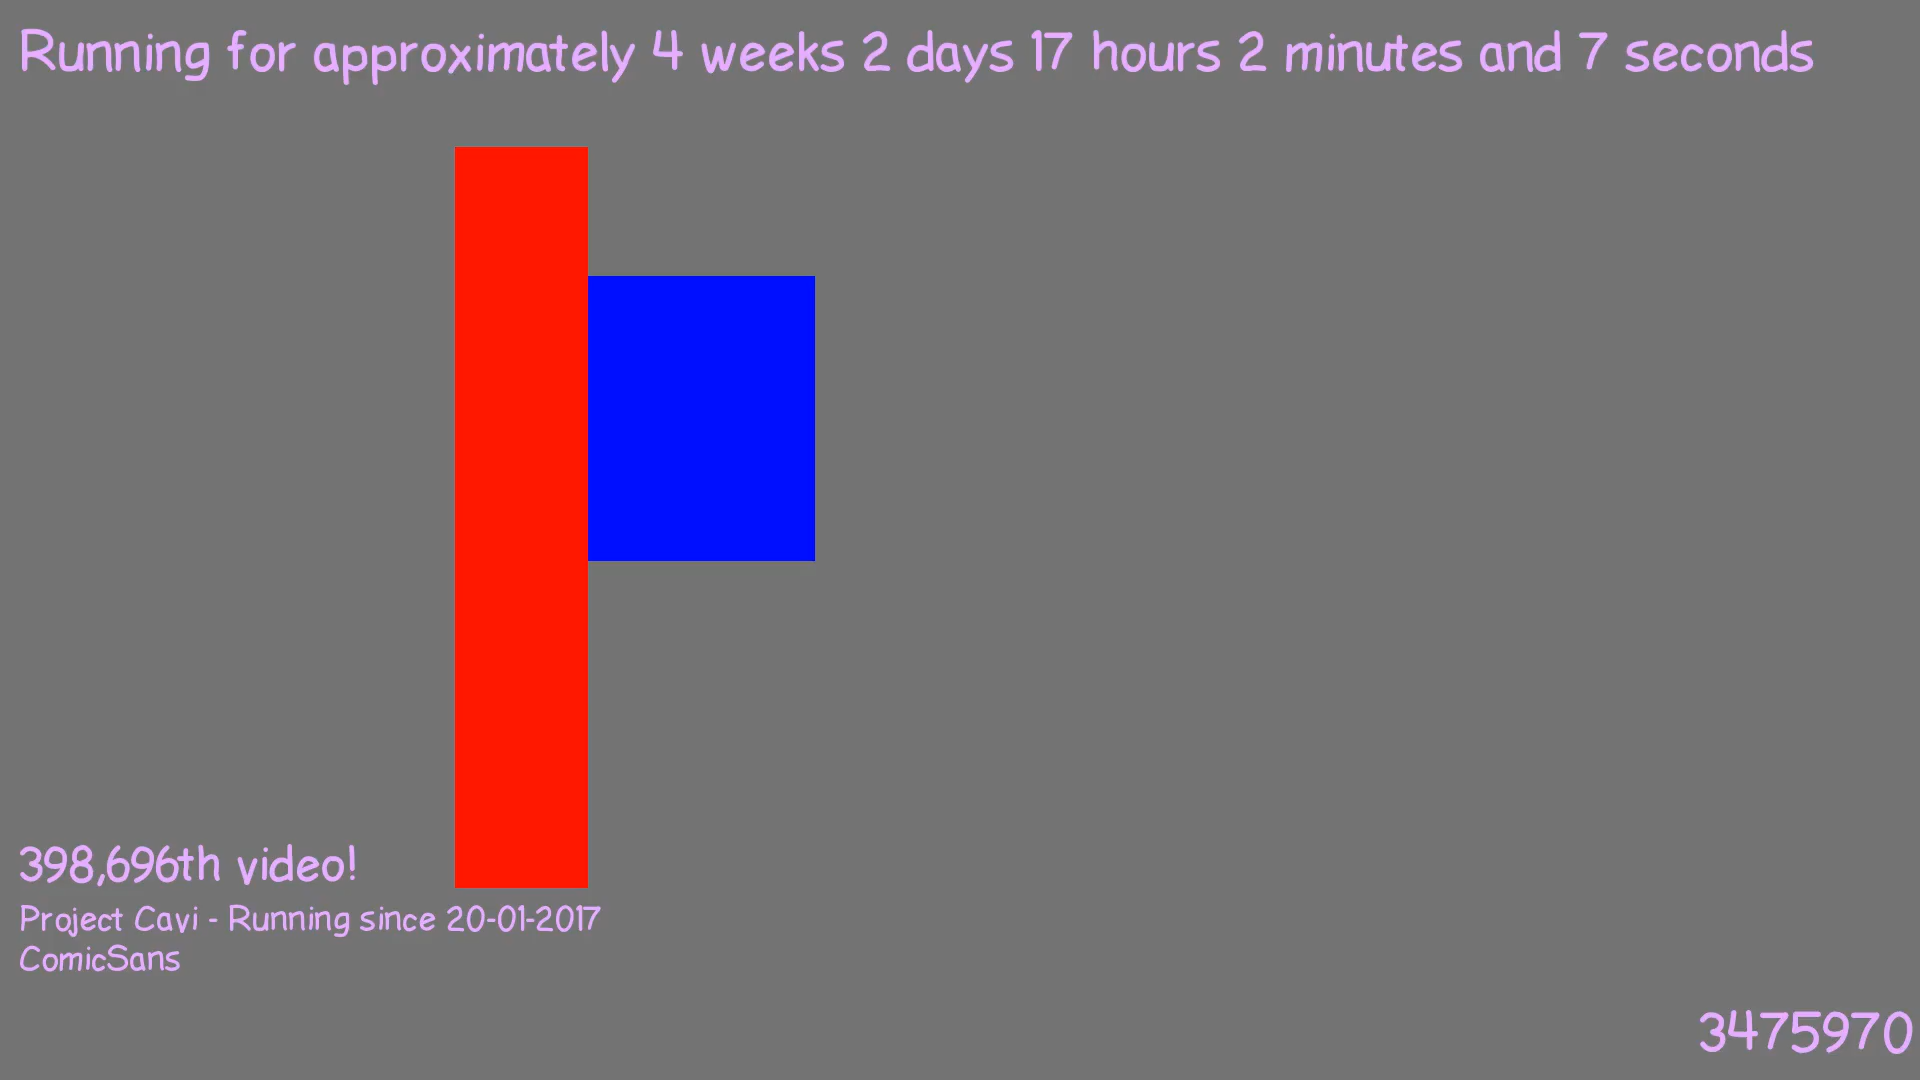 Running for approximately 4 weeks 2 days 17 hours 2 minutes and 7 seconds
398,696th video!
Project Cavi - Running since 20-01-2017
ComicSans
3475970